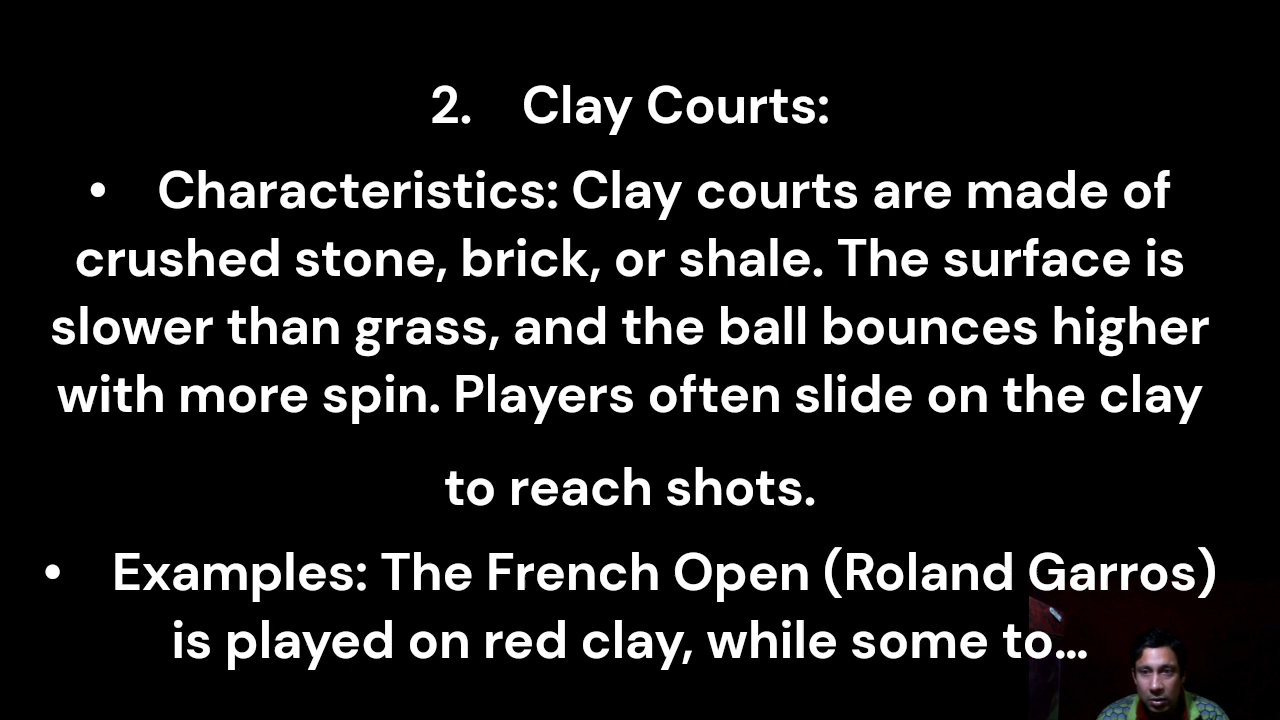 2. Clay Courts:
• Characteristics: Clay courts are made of
crushed stone, brick, or shale. The surface is
slower than grass, and the ball bounces higher
with more spin. Players often slide on the clay
to reach shots.
• Examples: The French Open (Roland Garros)
is played on red clay, while some to...